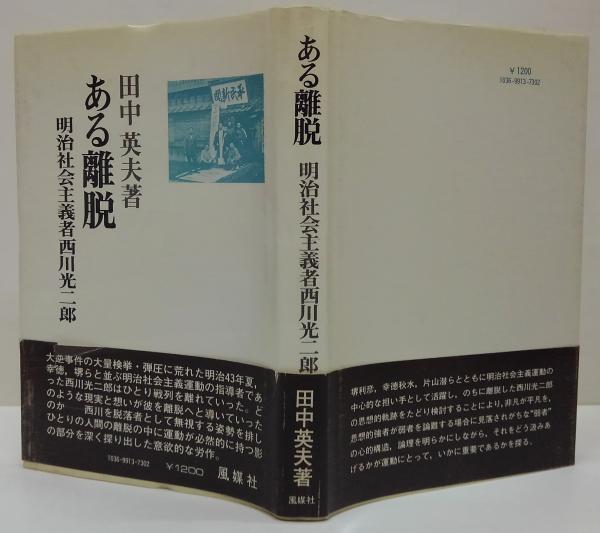 田中英夫著
ある離脱
明治社会主義者西川光二郎
平民新聞
大逆事件の大量検挙・弾圧に荒れた明治43年夏，
幸徳，堺らと並ぶ明治社会主義運動の指導者であ
った西川光二郎はひとり戦列を離れていった。ど
のような現実と想いが彼を離脱へと導いていった
のか――西川を脱落者として無視する姿勢を排し
ひとりの人間の離脱の中に運動が必然的に持つ影
の部分を深く探り出した意欲的な労作。
1036-9913-7302
￥1200
風媒社
ある離脱
明治社会主義者西川光二郎
田中英夫著
風媒社
￥1200
1036-9913-7302
堺利彦，幸徳秋水，片山潜らとともに明治社会主義運動の
中心的な担い手として活躍し，のちに離脱した西川光二郎
の思想的軌跡をたどり検討することにより，非凡が平凡を，
思想的強者が弱者を論難する場合に見落されがちな"弱者"
の心的構造，論理を明らかにしながら，それをどう汲みあ
げるかが運動にとって，いかに重要であるかを探る。